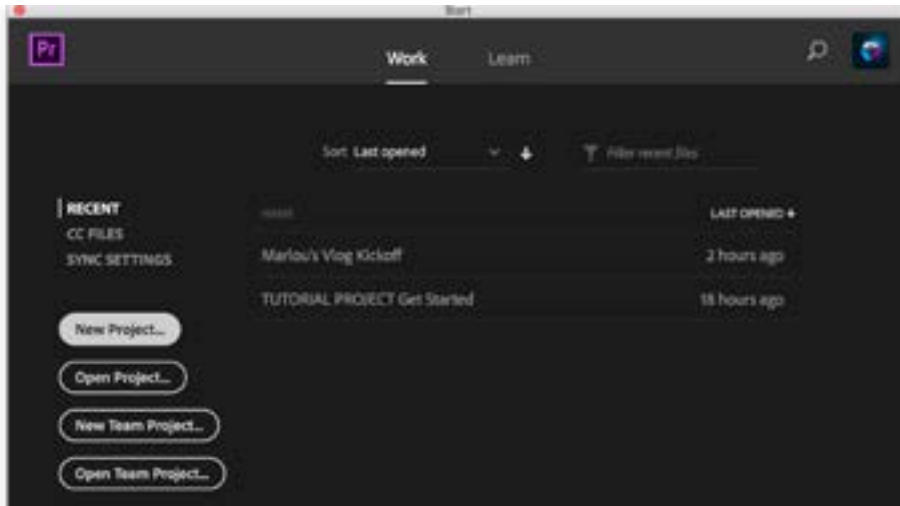 Start
Pr
Work Learn
Sort Last opened
Filter recent files
RECENT
CC FILES
SYNC SETTINGS
NAME LAST OPENED
Marlou's Vlog Kickoff 2 hours ago
TUTORIAL PROJECT Get Started 18 hours ago
New Project...
Open Project...
New Team Project...
Open Team Project...